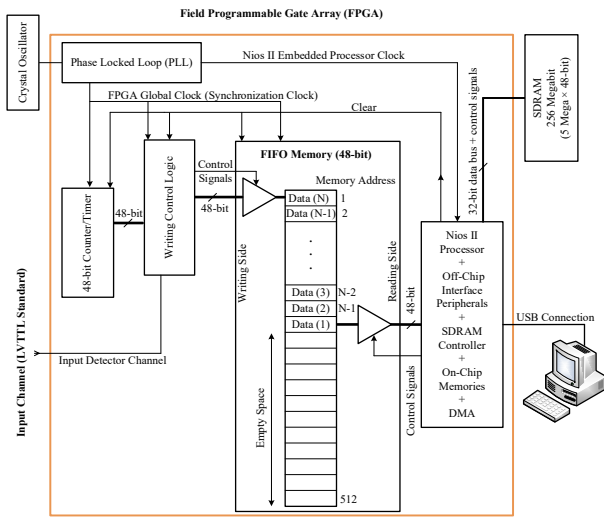 Field Programmable Gate Array (FPGA)
Crystal Oscillator
Phase Locked Loop (PLL)
Nios II Embedded Processor Clock
SDRAM
256 Megabit
(5 Mega × 48-bit)
FPGA Global Clock (Synchronization Clock)
Clear
32-bit data bus + control signals
48-bit Counter/Timer
48-bit
Writing Control Logic
Control
Signals
48-bit
FIFO Memory (48-bit)
Memory Address
Data (N) 1
Data (N-1) 2
.
.
.
Data (3) N-2
Data (2) N-1
Data (1)
Writing Side
Reading Side
48-bit
Control Signals
Empty Space
512
Nios II
Processor
+
Off-Chip
Interface
Peripherals
+
SDRAM
Controller
+
On-Chip
Memories
+
DMA
USB Connection
Input Channel (LVTTL Standard)
Input Detector Channel